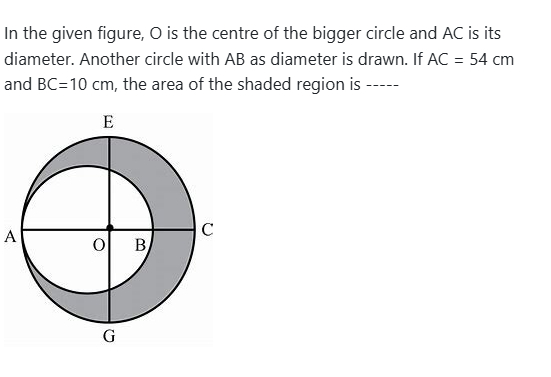 In the given figure, O is the centre of the bigger circle and AC is its
diameter. Another circle with AB as diameter is drawn. If AC = 54 cm
and BC=10 cm, the area of the shaded region is -----
E
A
O
B
C
G